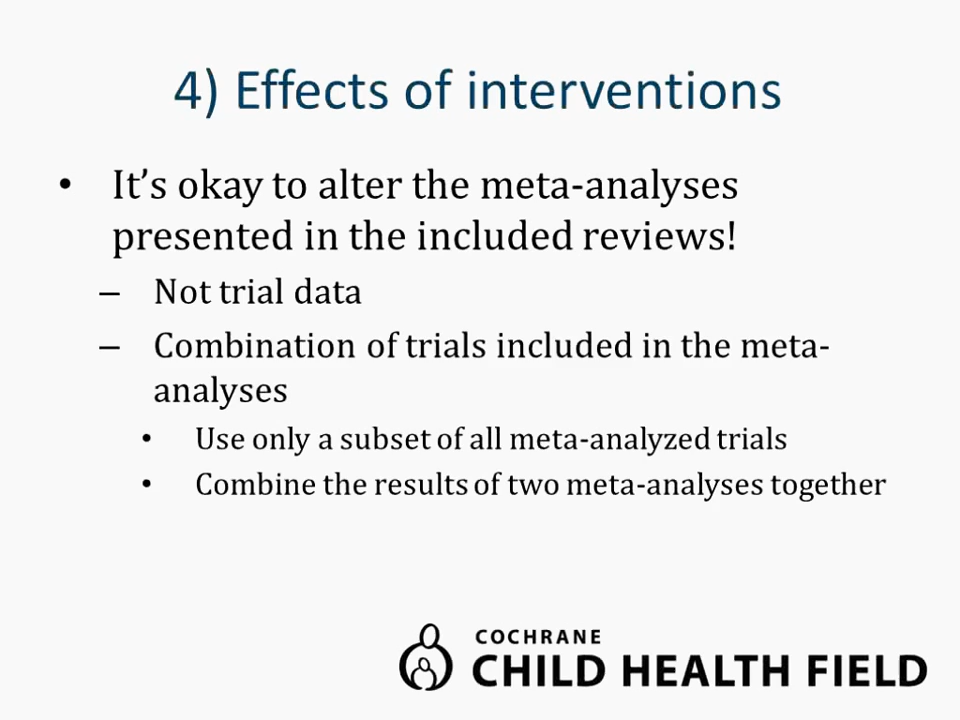 4) Effects of interventions
• It’s okay to alter the meta-analyses
presented in the included reviews!
– Not trial data
– Combination of trials included in the meta-
analyses
• Use only a subset of all meta-analyzed trials
• Combine the results of two meta-analyses together
COCHRANE
CHILD HEALTH FIELD